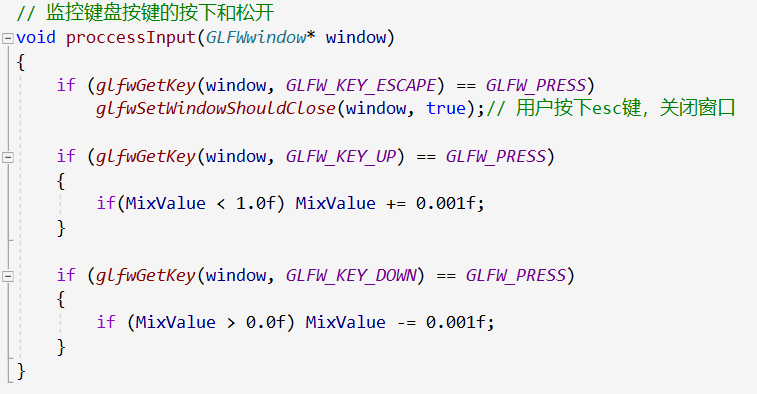 // 监控键盘按键的按下和松开
void proccessInput(GLFWwindow* window)
{
    if (glfwGetKey(window, GLFW_KEY_ESCAPE) == GLFW_PRESS)
        glfwSetWindowShouldClose(window, true);// 用户按下esc键，关闭窗口
    if (glfwGetKey(window, GLFW_KEY_UP) == GLFW_PRESS)
    {
        if(MixValue < 1.0f) MixValue += 0.001f;
    }
    if (glfwGetKey(window, GLFW_KEY_DOWN) == GLFW_PRESS)
    {
        if (MixValue > 0.0f) MixValue -= 0.001f;
    }
}